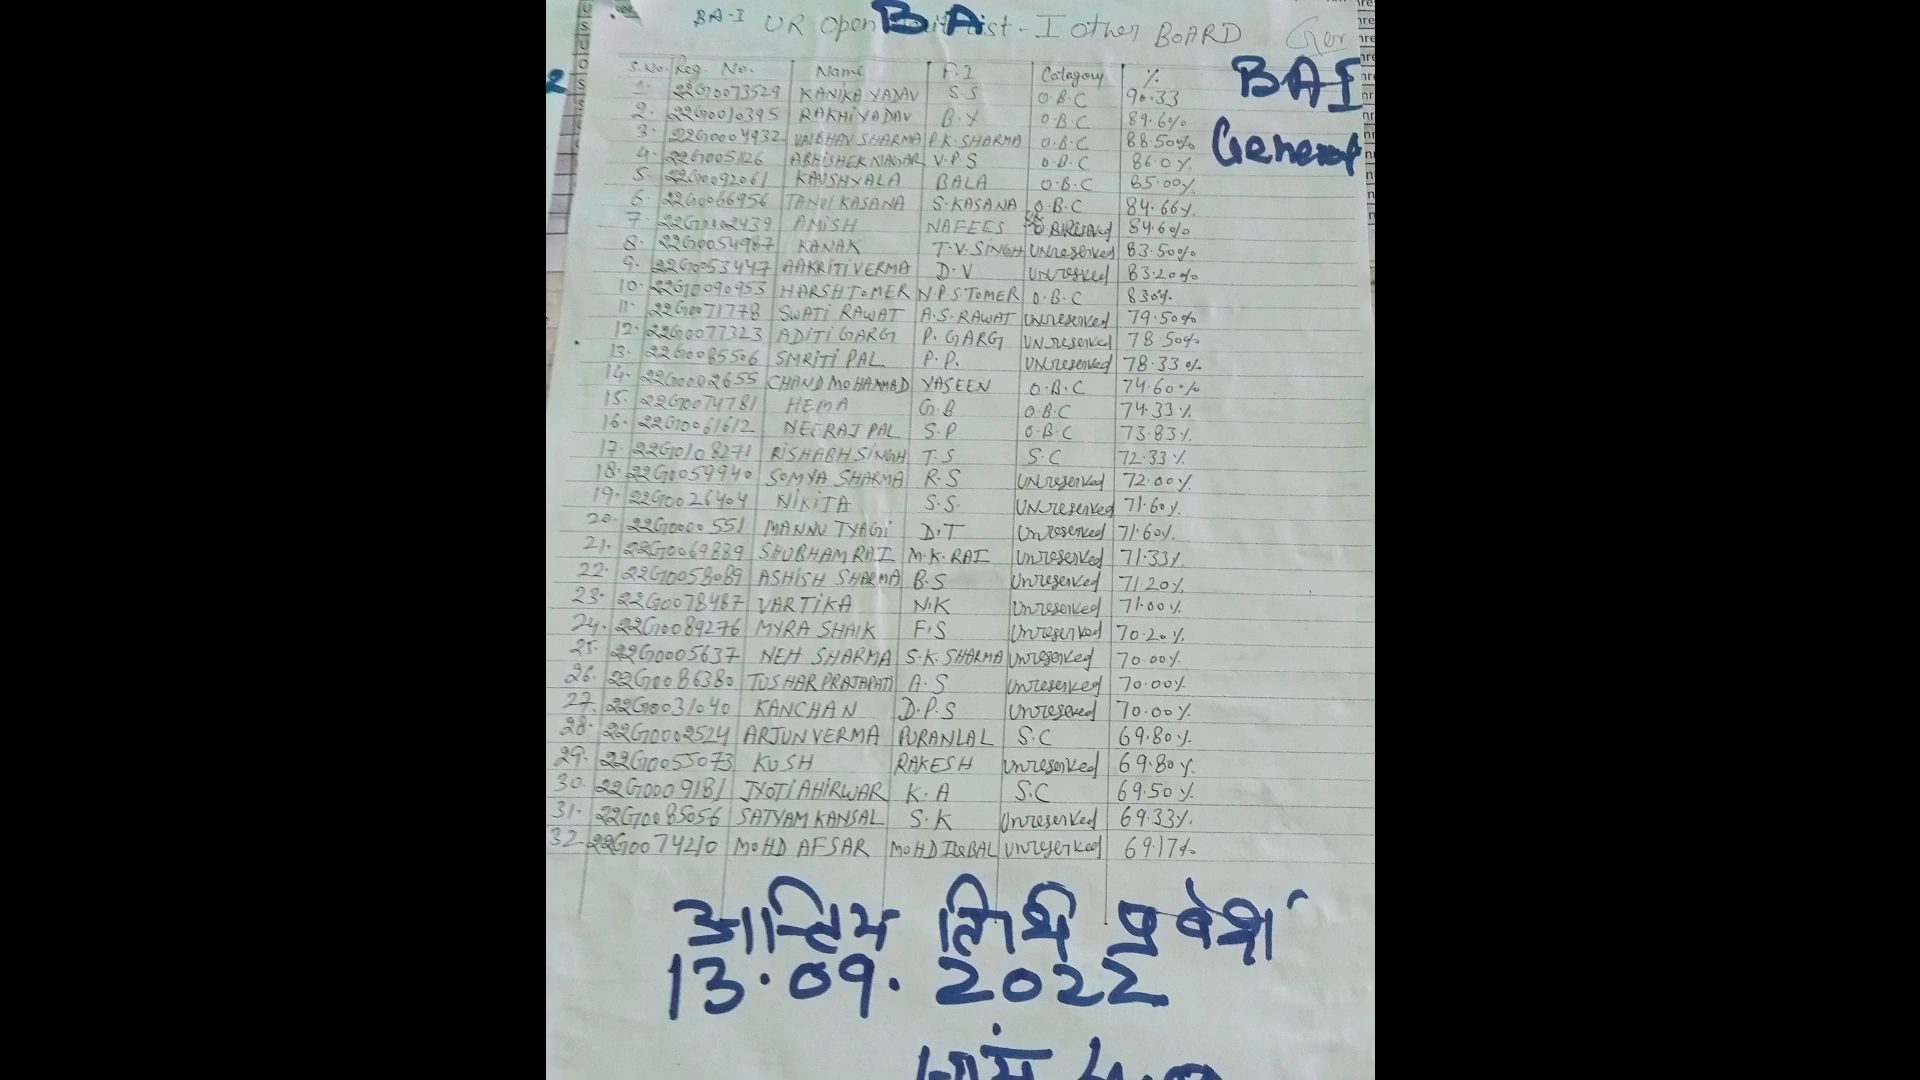 BA-I UR Open BA List - I Other BOARD Gen
BAI
General
S.No. Reg. No. Name F.I Catagory %
1. 22G0073529 KANIKA YADAV S.S O.B.C 90.33
2. 22G0010395 RAKHI YADAV B.Y O.B.C 89.6%
3. 22G0004932 VAIBHAV SHARMA P.K.SHARMA O.B.C 88.50%
4. 22G005126 ABHISHEK NAGAR V.P.S O.B.C 86.0%
5. 22G0092061 KAUSHYALA BALA O.B.C 85.00%
6. 22G0066956 TANVI KASANA S.KASANA O.B.C 84.66%
7. 22G0002439 AMISH NAFEES 84.60%
8. 22G0054987 KANAK T.V.SINGH Unreserved 83.50%
9. 22G0053447 AAKRITI VERMA D.V Unreserved 83.20%
10. 22G0090953 HARSH TOMER N.P.S.TOMER O.B.C 830%
11. 22G0071778 SWATI RAWAT A.S.RAWAT Unreserved 79.50%
12. 22G0077323 ADITI GARG P. GARG UNreserved 78.50%
13. 22G0085506 SMRITI PAL P.P. UNreserved 78.33%
14. 22G0002655 CHAND MOHAMMAD YASEEN O.B.C 74.60%
15. 22G0074781 HEMA G.B O.B.C 74.33%
16. 22G0061612 NEERAJ PAL S.P O.B.C 73.83%
17. 22G0108271 RISHABH SINGH T.S S.C 72.33%
18. 22G0059940 SOMYA SHARMA R.S UNreserved 72.00%
19. 22G0026404 NIKITA S.S. UNreserved 71.60%
20. 22G0000551 MANNU TYAGI D.T Unreserved 71.60%
21. 22G0069839 SHUBHAM RAI M.K.RAI Unreserved 71.33%
22. 22G0058089 ASHISH SHARMA B.S Unreserved 71.20%
23. 22G0078487 VARTIKA N.K Unreserved 71.00%
24. 22G0089276 MYRA SHAIK F.S Unreserved 70.20%
25. 22G0005637 NEH SHARMA S.K.SHARMA Unreserved 70.00%
26. 22G0086380 TUSHAR PRAJAPATI A.S Unreserved 70.00%
27. 22G0031040 KANCHAN D.P.S Unreserved 70.00%
28. 22G0002524 ARJUN VERMA PURANLAL S.C 69.80%
29. 22G0055073 KUSH RAKESH Unreserved 69.80%
30. 22G0009181 JYOTI AHIRWAR K.A S.C 69.50%
31. 22G0085056 SATYAM KANSAL S.K Unreserved 69.33%
32 22G0074210 MOHD AFSAR MOHD IQBAL Unreserved 69.17%
अन्तिम तिथि प्रवेश
13.09.2022